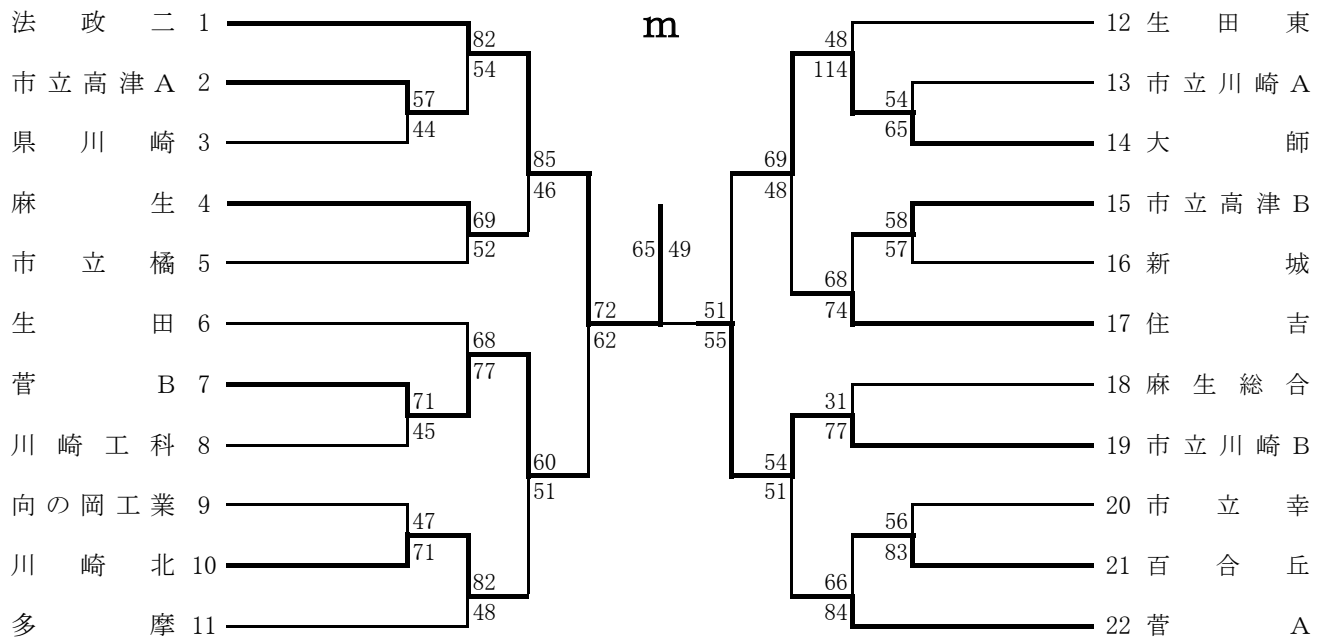 m
法政二 1
市立高津A 2
県川崎 3
麻生 4
市立橘 5
生田 6
菅B 7
川崎工科 8
向の岡工業 9
川崎北 10
多摩 11
82
54
57
44
85
46
69
52
72
62
68
77
71
45
60
51
47
71
82
48
65 49
48
114
54
65
69
48
58
57
68
74
51
55
31
77
54
51
56
83
66
84
12 生田東
13 市立川崎A
14 大師
15 市立高津B
16 新城
17 住吉
18 麻生総合
19 市立川崎B
20 市立幸
21 百合丘
22 菅A